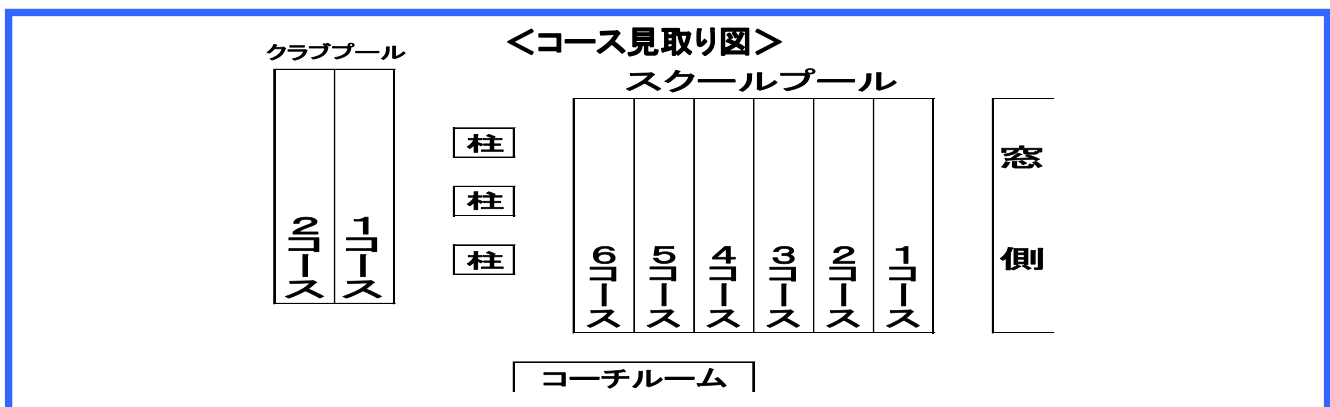 <コース見取り図>
クラブプール
スクールプール
2コース
1コース
柱
柱
柱
6コース
5コース
4コース
3コース
2コース
1コース
窓側
コーチルーム